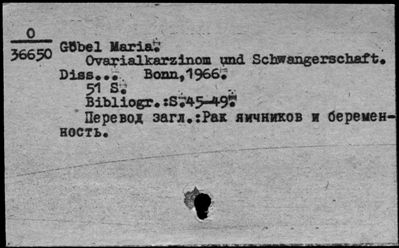 O
36650
Göbel Maria.
Ovarialkarzinom und Schwangerschaft.
Diss... Bonn, 1966.
51 S.
Bibliogr.:S.45-49.
Перевод загл.:Рак яичников и беремен-
ность.